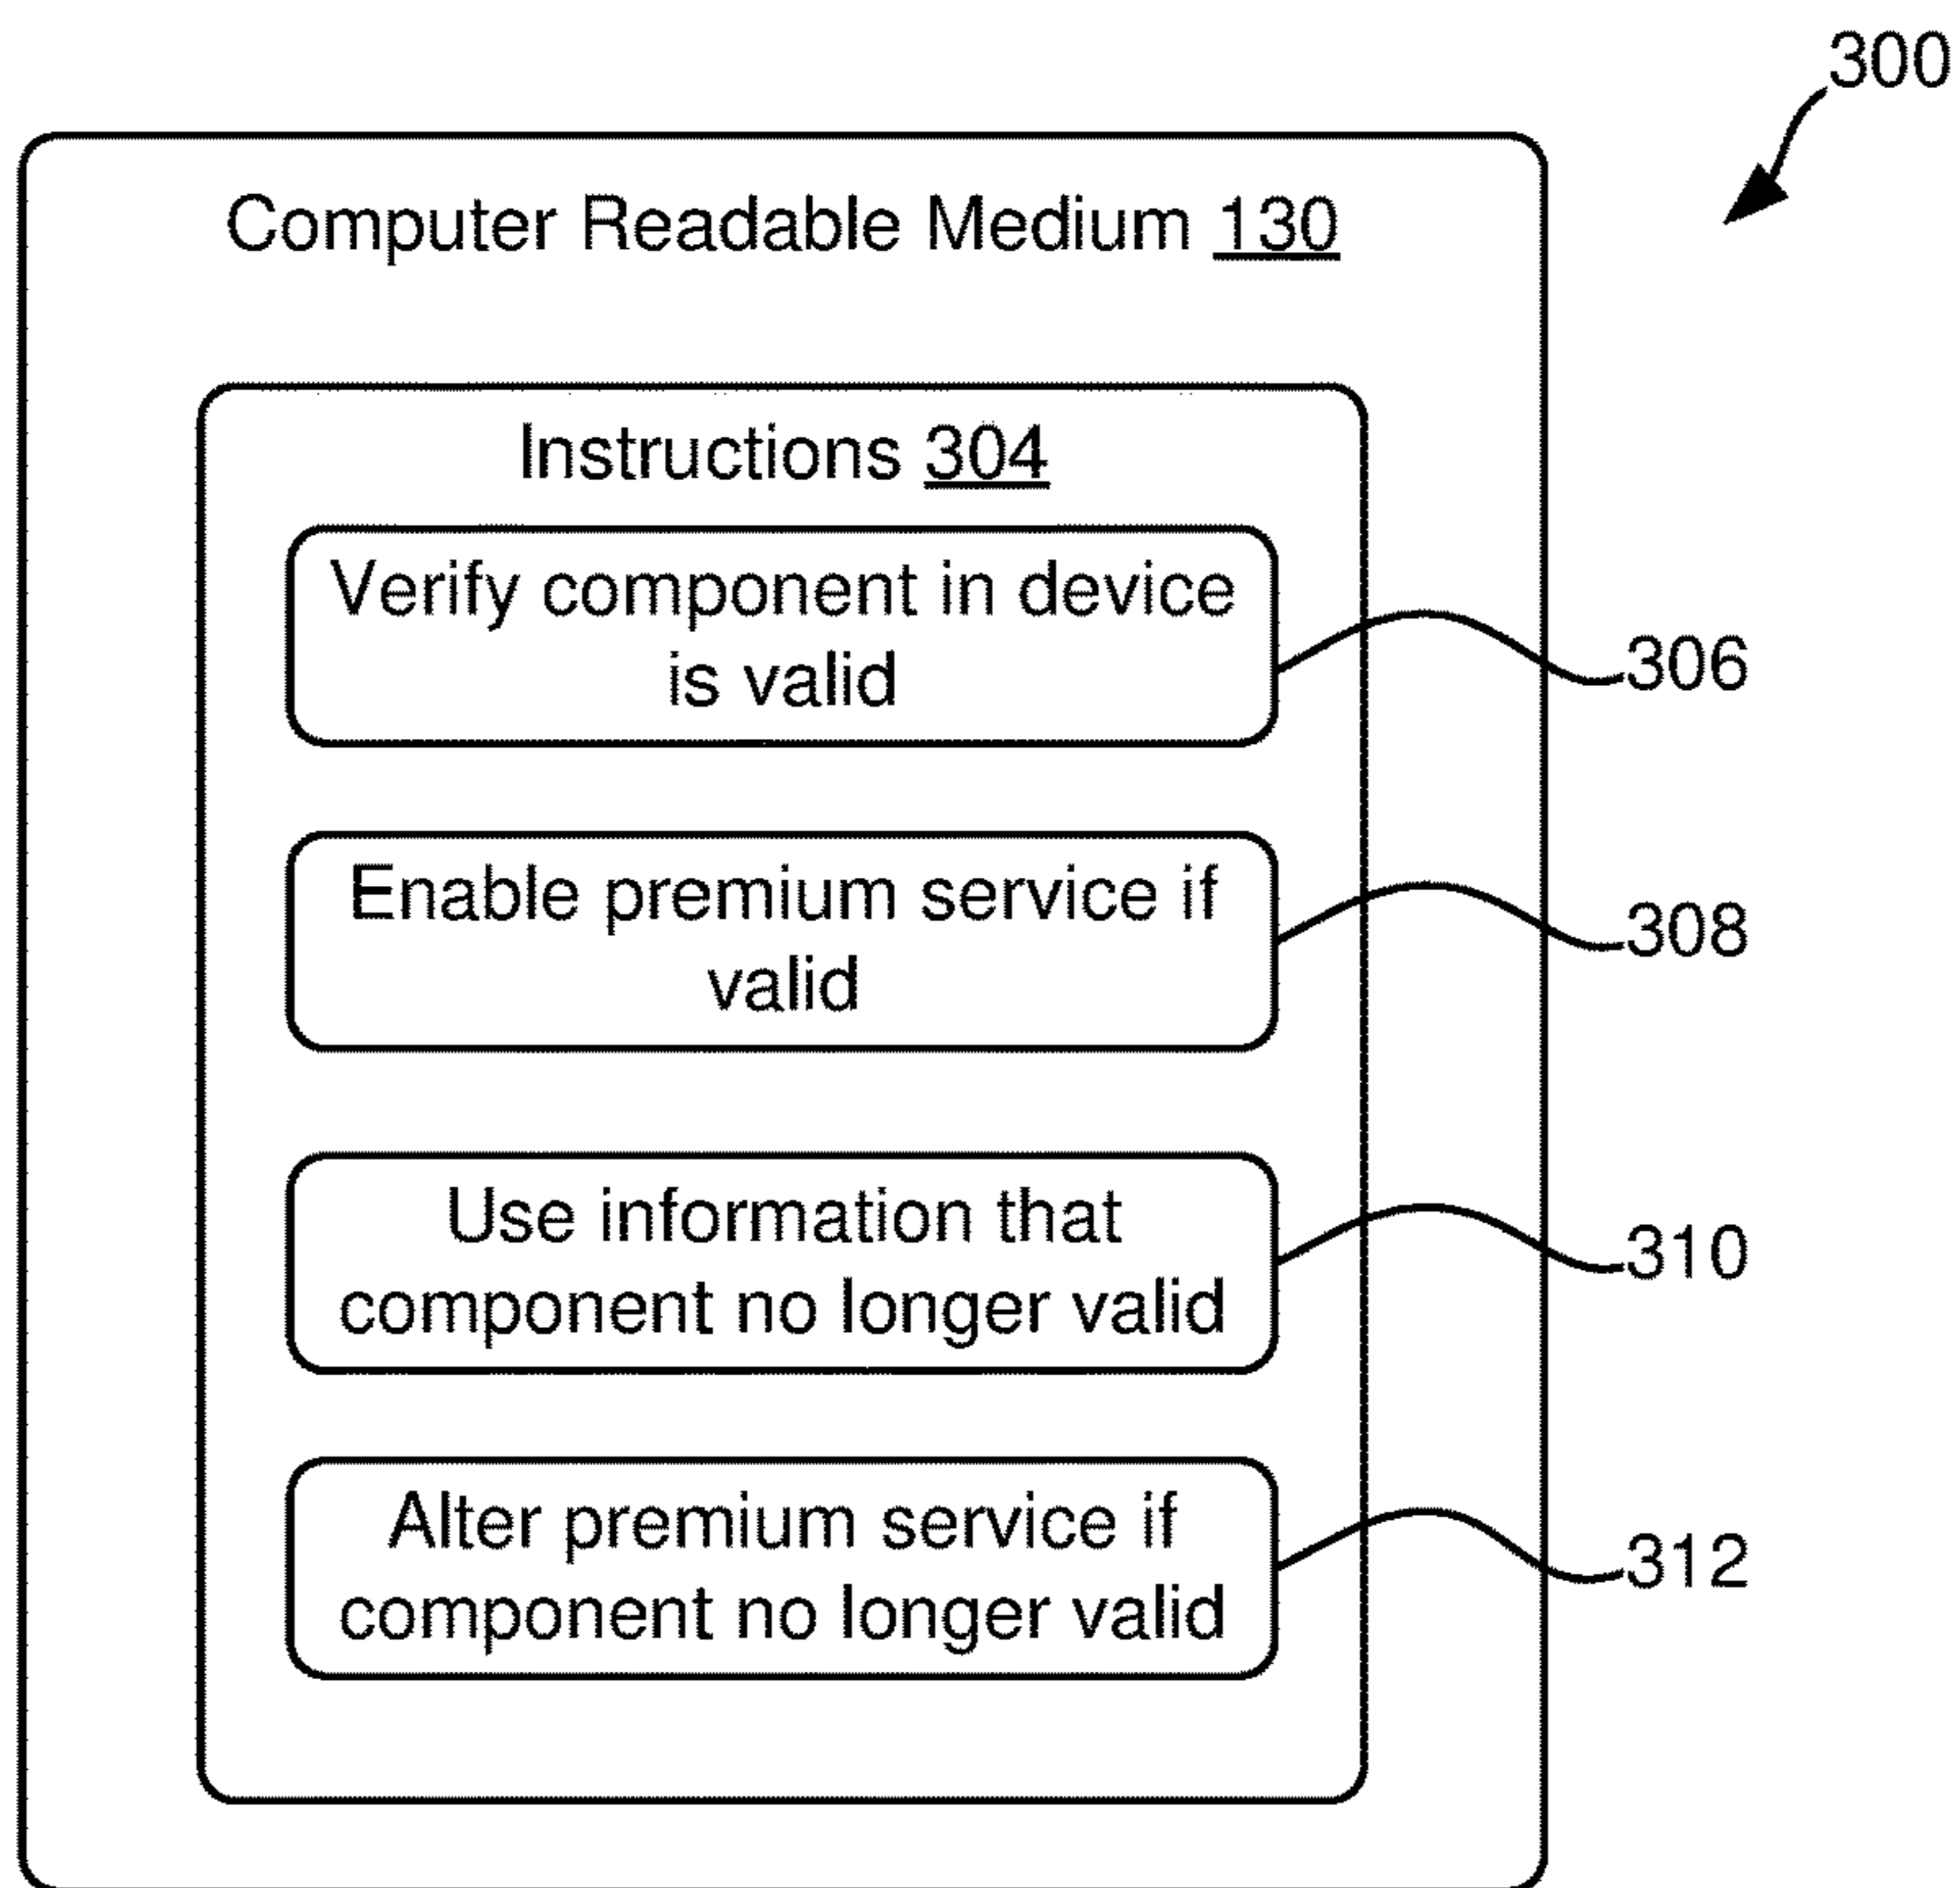 300
Computer Readable Medium 130
Instructions 304
Verify component in device
is valid
306
Enable premium service if
valid
308
Use information that
component no longer valid
310
Alter premium service if
component no longer valid
312